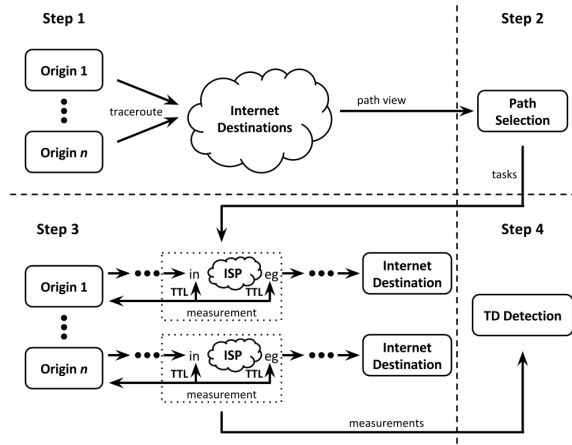 Step 1
Step 2
Origin 1
traceroute
Origin n
Internet
Destinations
path view
Path
Selection
tasks
Step 3
Step 4
Origin 1
in
ISP
eg
TTL
TTL
measurement
Internet
Destination
TD Detection
Origin n
in
ISP
eg
TTL
TTL
measurement
Internet
Destination
measurements